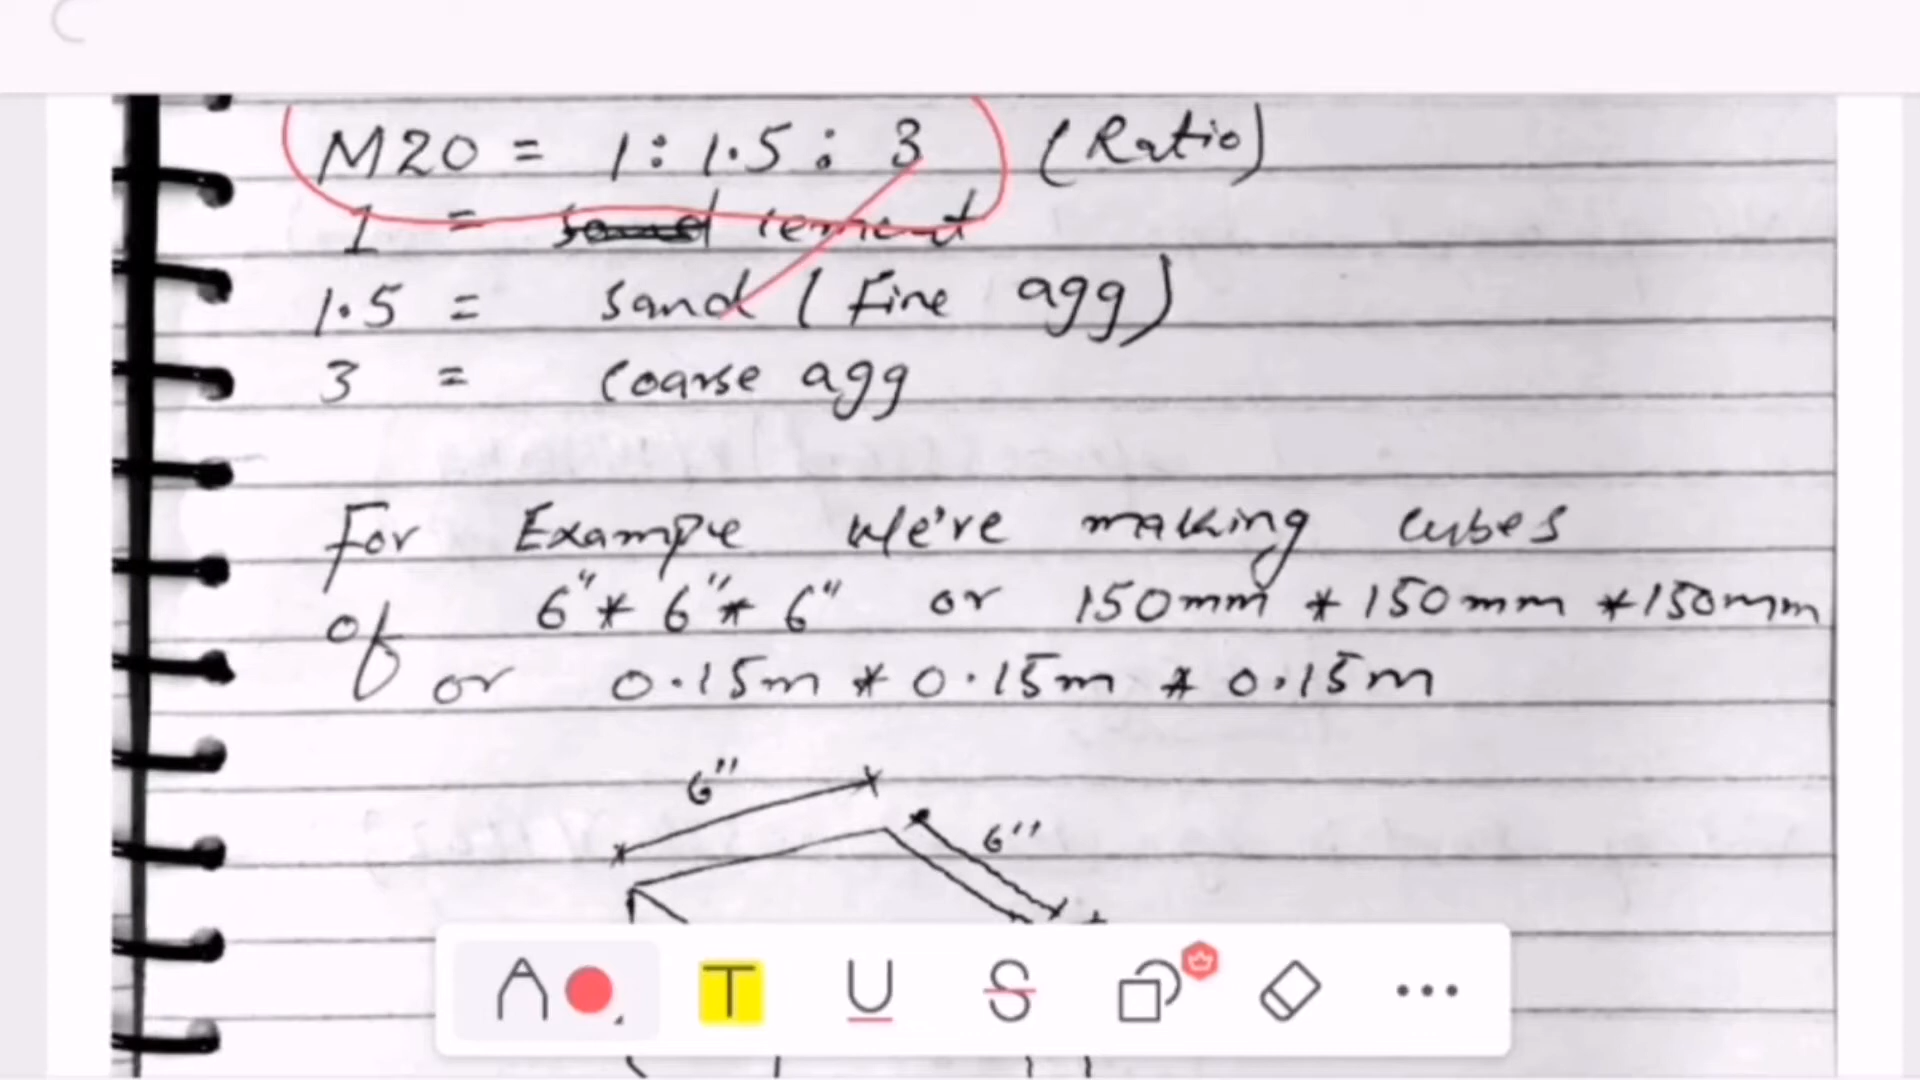 M20 = 1 : 1.5 : 3 (Ratio)
1 = sand cement
1.5 = sand (Fine agg)
3 = coarse agg
For Example We're making cubes
of 6"* 6"* 6" or 150mm * 150mm * 150mm
or 0.15m * 0.15m * 0.15m
6"
6"
A T U S ...